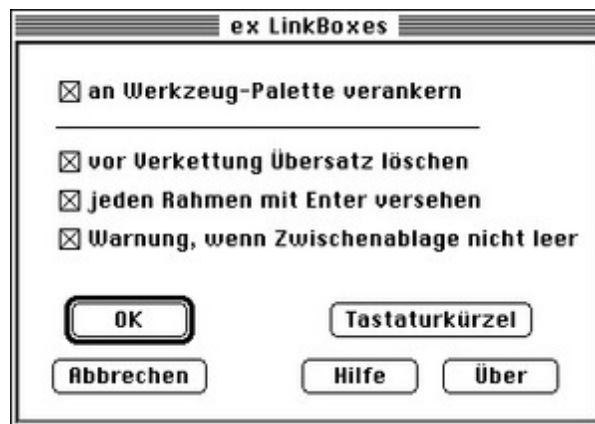 ex LinkBoxes
an Werkzeug-Palette verankern
vor Verkettung Übersatz löschen
jeden Rahmen mit Enter versehen
Warnung, wenn Zwischenablage nicht leer
OK Tastaturkürzel
Abbrechen Hilfe Über